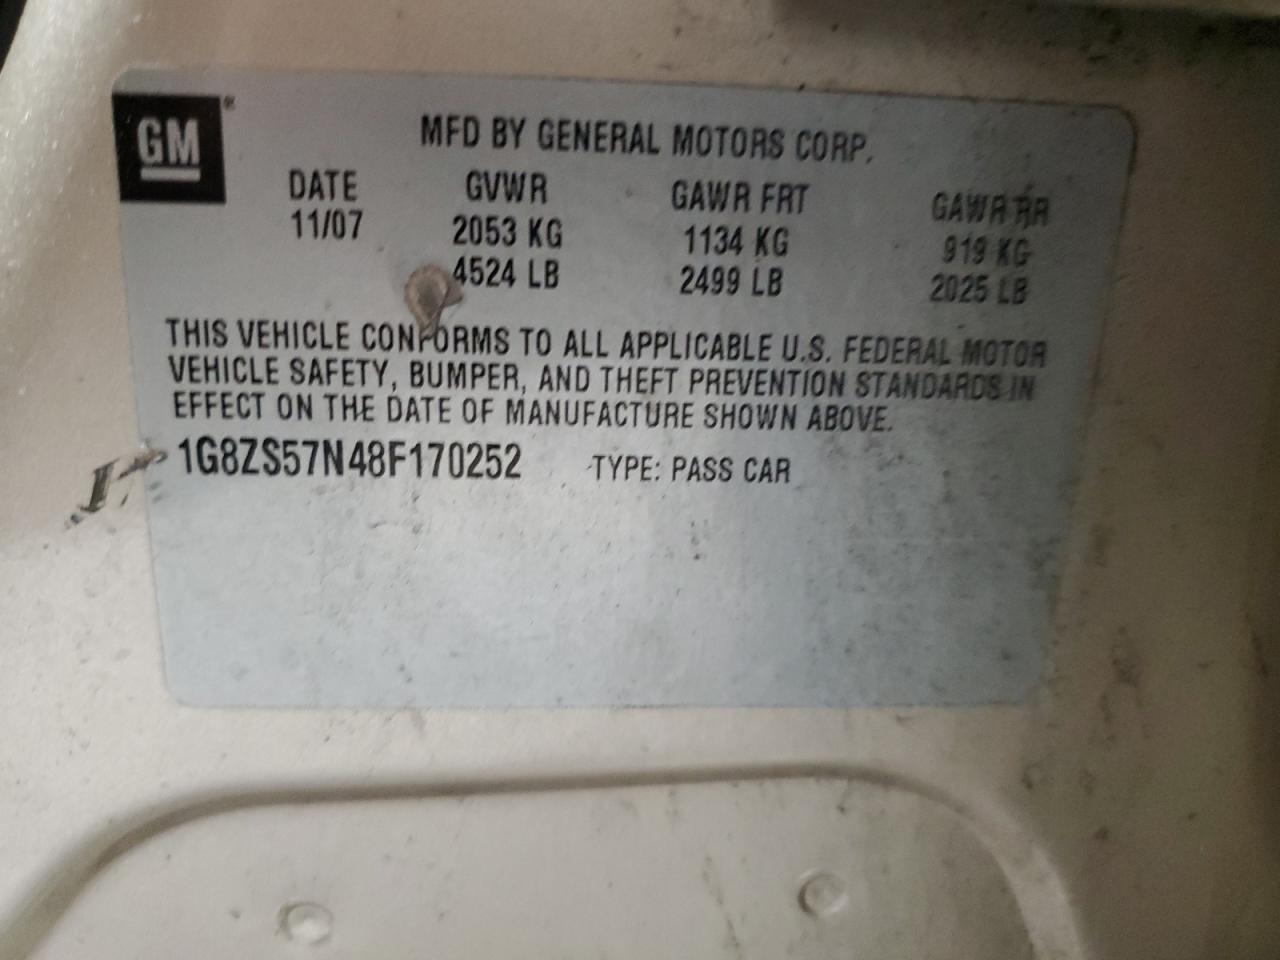 GM®
MFD BY GENERAL MOTORS CORP.
DATE GVWR GAWR FRT GAWR RR
11/07 2053 KG 1134 KG 919 KG
4524 LB 2499 LB 2025 LB
THIS VEHICLE CONFORMS TO ALL APPLICABLE U.S. FEDERAL MOTOR
VEHICLE SAFETY, BUMPER, AND THEFT PREVENTION STANDARDS IN
EFFECT ON THE DATE OF MANUFACTURE SHOWN ABOVE.
1G8ZS57N48F170252 TYPE: PASS CAR